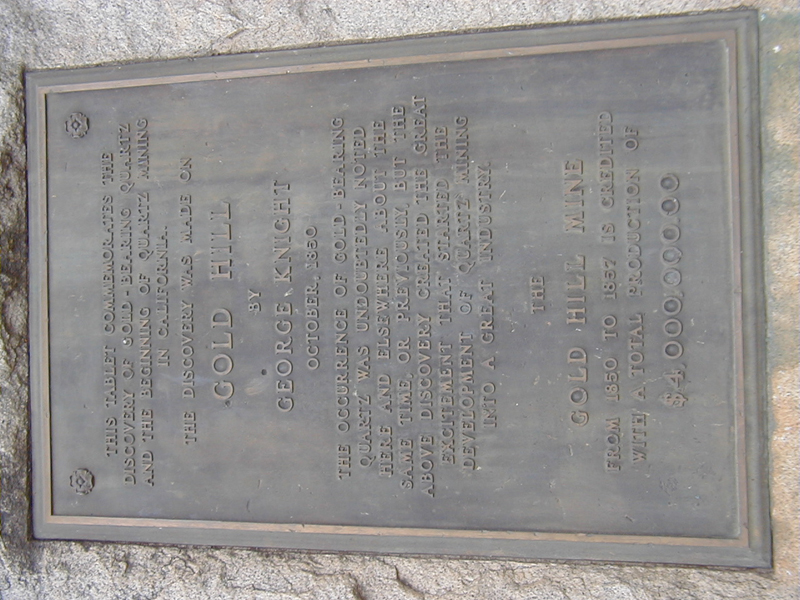 THIS TABLET COMMEMORATES THE
DISCOVERY OF GOLD-BEARING QUARTZ
AND THE BEGINNING OF QUARTZ MINING
IN CALIFORNIA.
THE DISCOVERY WAS MADE ON
GOLD HILL
BY
GEORGE KNIGHT
OCTOBER, 1850
THE OCCURRENCE OF GOLD-BEARING
QUARTZ WAS UNDOUBTEDLY NOTED
HERE AND ELSEWHERE ABOUT THE
SAME TIME, OR PREVIOUSLY, BUT THE
ABOVE DISCOVERY CREATED THE GREAT
EXCITEMENT THAT STARTED THE
DEVELOPMENT OF QUARTZ MINING
INTO A GREAT INDUSTRY.
THE
GOLD HILL MINE
FROM 1850 TO 1857 IS CREDITED
WITH A TOTAL PRODUCTION OF
$4,000,000.00